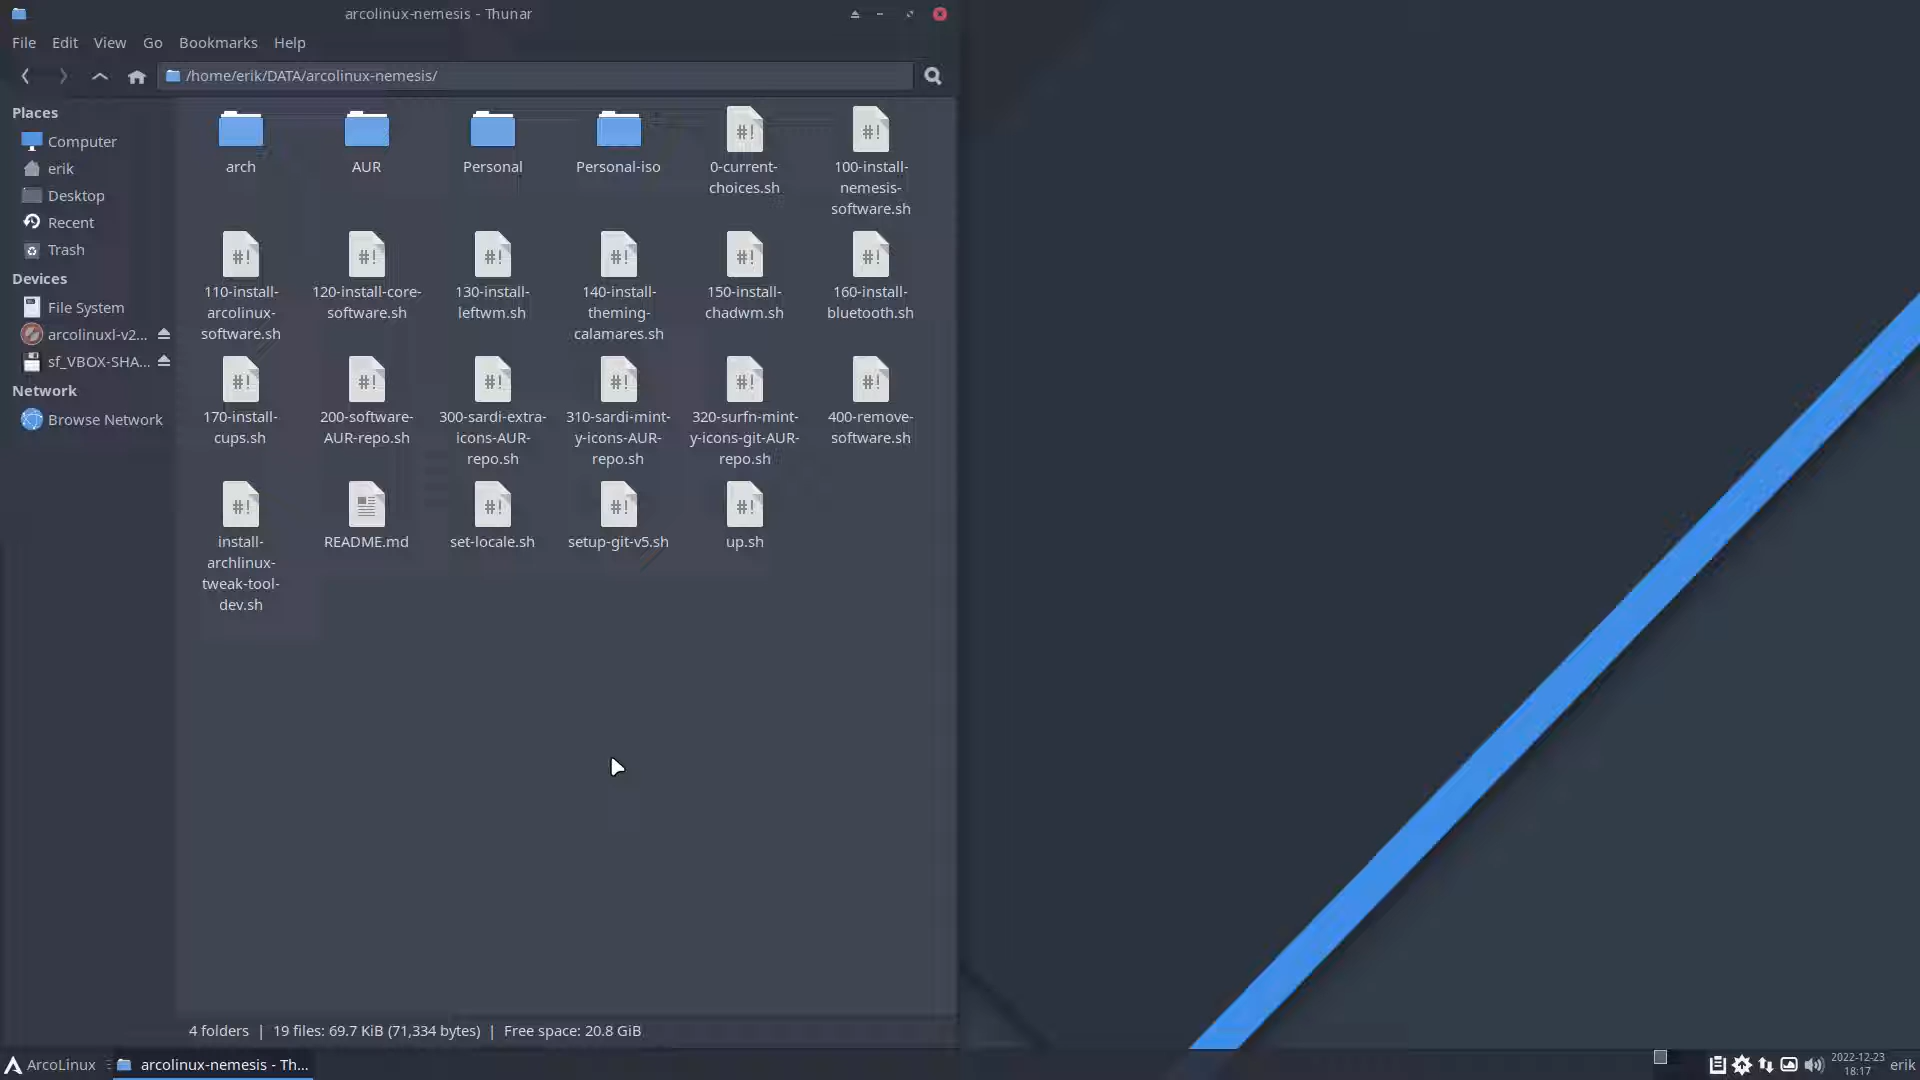 arcolinux-nemesis - Thunar
File Edit View Go Bookmarks Help
/home/erik/DATA/arcolinux-nemesis/
Places
Computer
erik
Desktop
Recent
Trash
Devices
File System
arcolinuxl-v2...
sf_VBOX-SHA...
Network
Browse Network
arch
AUR
Personal
Personal-iso
0-current-
choices.sh
100-install-
nemesis-
software.sh
110-install-
arcolinux-
software.sh
120-install-core-
software.sh
130-install-
leftwm.sh
140-install-
theming-
calamares.sh
150-install-
chadwm.sh
160-install-
bluetooth.sh
170-install-
cups.sh
200-software-
AUR-repo.sh
300-sardi-extra-
icons-AUR-
repo.sh
310-sardi-mint-
y-icons-AUR-
repo.sh
320-surfn-mint-
y-icons-git-AUR-
repo.sh
400-remove-
software.sh
install-
archlinux-
tweak-tool-
dev.sh
README.md
set-locale.sh
setup-git-v5.sh
up.sh
4 folders | 19 files: 69.7 KiB (71,334 bytes) | Free space: 20.8 GiB
ArcoLinux
arcolinux-nemesis - Th...
2022-12-23
18:17
erik